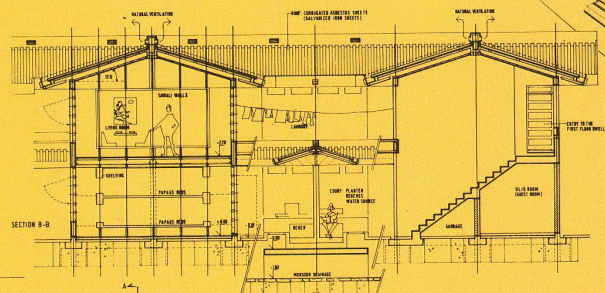 NATURAL VENTILATION
NATURAL VENTILATION
ROOF: CORRUGATED ASBESTOS SHEETS
(GALVANIZED IRON SHEETS)
SAWALI WALLS
LIVING ROOM
LAUNDRY
ENTRY TO THE
FIRST FLOOR DWELL
SHELVING
PAPAGS BEDS
COURT: PLANTER
BENCHES
WATER SOURCE
SILID ROOM
(GUEST ROOM)
PAPAGS BEDS
SECTION B-B
BENCH
GARBAGE
MONSOON DRAINAGE
A